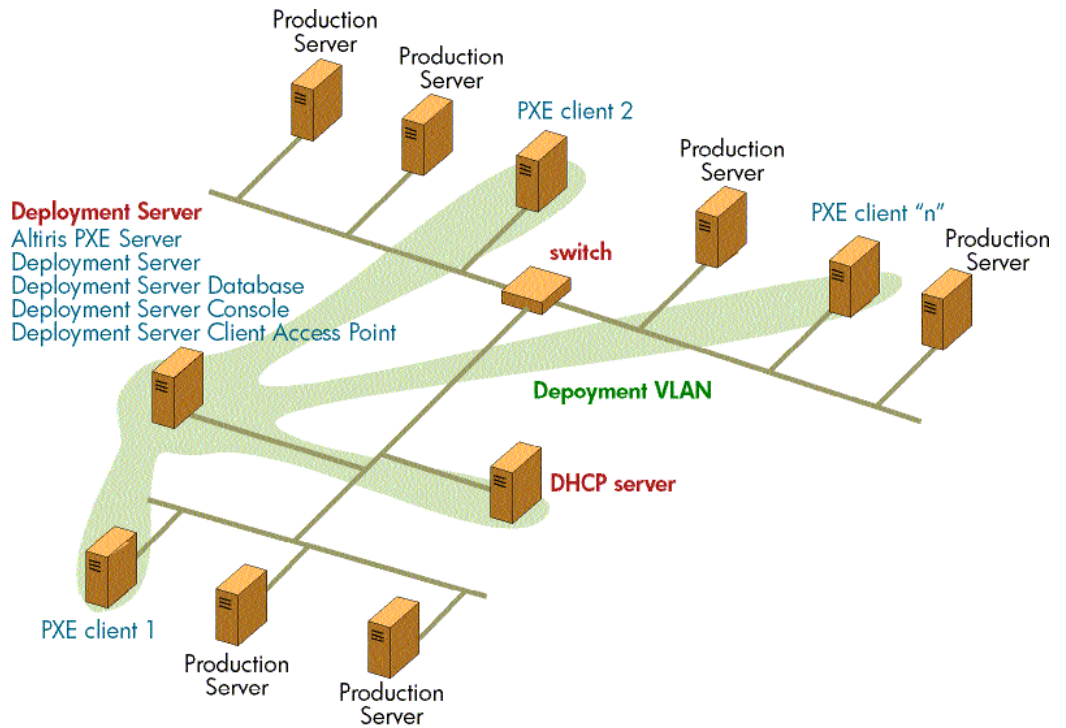 Production
Server
Production
Server
PXE client 2
Production
Server
PXE client “n”
Production
Server
Deployment Server
Altiris PXE Server
Deployment Server
Deployment Server Database
Deployment Server Console
Deployment Server Client Access Point
switch
Depoyment VLAN
DHCP server
PXE client 1
Production
Server
Production
Server